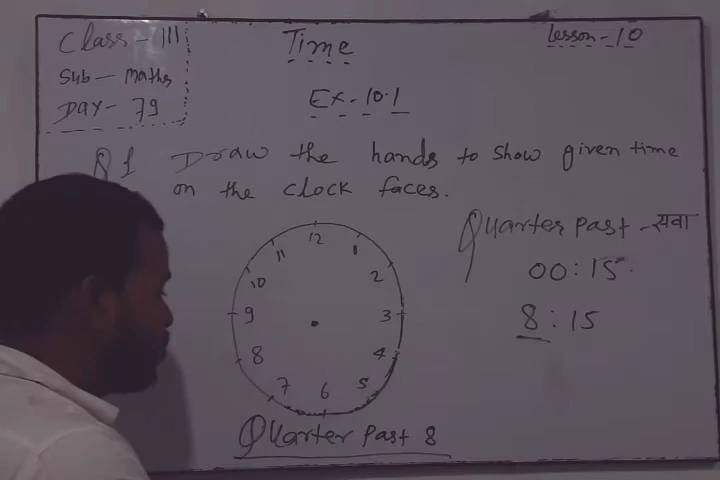 Class - III
Sub - Maths
Day - 79
Time
Lesson - 10
Ex - 10.1
Q1 Draw the hands to show given time
on the clock faces.
12
1
2
3
4
5
6
7
8
9
10
11
Quarter Past 8
Quarter past - सवा
00:15
8:15